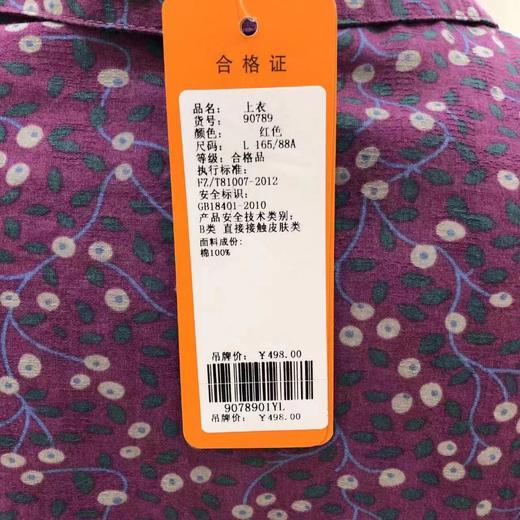 合格证
品名: 上衣
货号: 90789
颜色: 红色
尺码: L 165/88A
等级: 合格品
执行标准:
FZ/T81007-2012
安全标识:
GB18401-2010
产品安全技术类别:
B类 直接接触皮肤类
面料成份:
棉100%
吊牌价: ¥498.00
9078901YL
吊牌价: ¥498.00